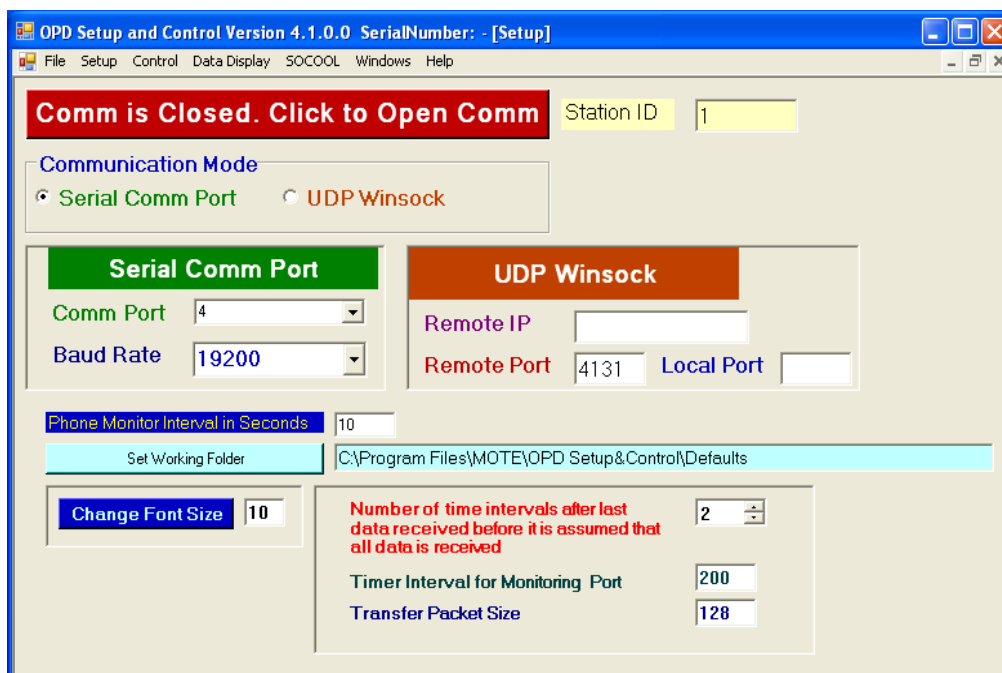 OPD Setup and Control Version 4.1.0.0 SerialNumber: - [Setup]
File Setup Control Data Display SOCOOL Windows Help
Comm is Closed. Click to Open Comm
Station ID 1
Communication Mode
Serial Comm Port UDP Winsock
Serial Comm Port
Comm Port 4
Baud Rate 19200
UDP Winsock
Remote IP
Remote Port 4131 Local Port
Phone Monitor Interval in Seconds 10
Set Working Folder C:\Program Files\MOTE\OPD Setup&Control\Defaults
Change Font Size 10
Number of time intervals after last
data received before it is assumed that
all data is received
2
Timer Interval for Monitoring Port 200
Transfer Packet Size 128